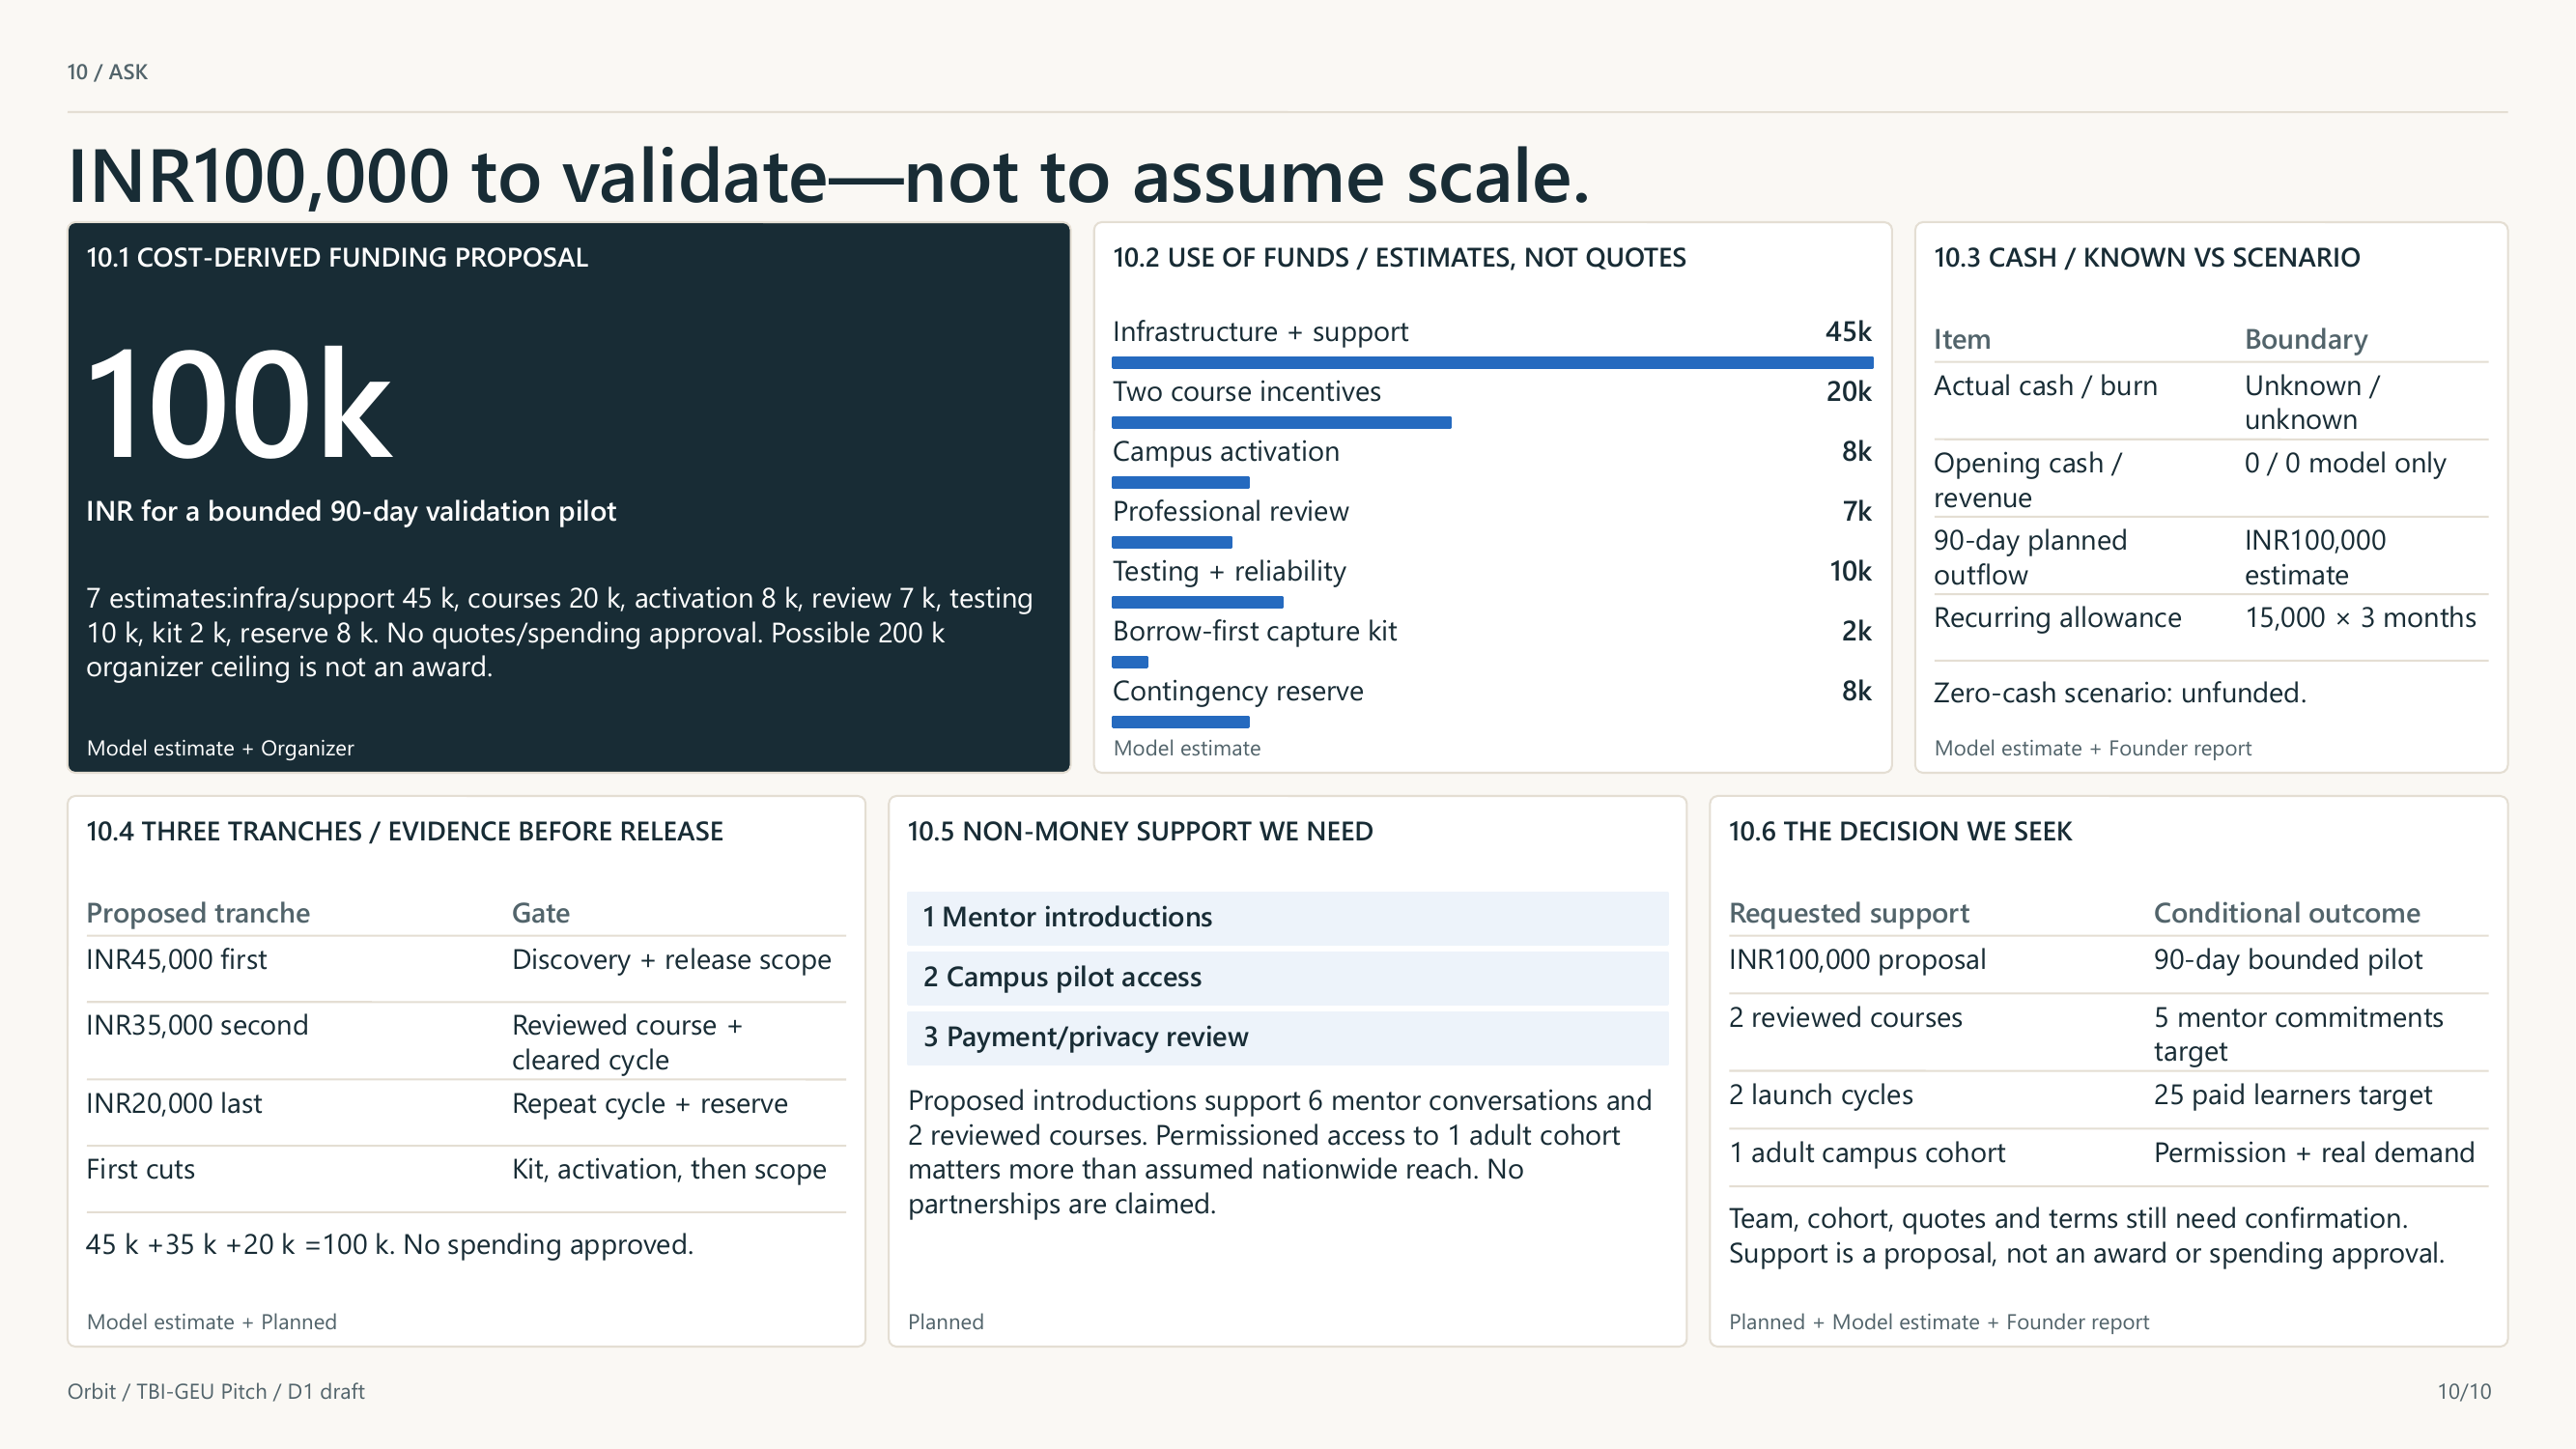 10 / ASK
INR100,000 to validate—not to assume scale.
10.1 COST-DERIVED FUNDING PROPOSAL
100k
INR for a bounded 90-day validation pilot
7 estimates:infra/support 45 k, courses 20 k, activation 8 k, review 7 k, testing
10 k, kit 2 k, reserve 8 k. No quotes/spending approval. Possible 200 k
organizer ceiling is not an award.
Model estimate + Organizer
10.2 USE OF FUNDS / ESTIMATES, NOT QUOTES
Infrastructure + support 45k
Two course incentives 20k
Campus activation 8k
Professional review 7k
Testing + reliability 10k
Borrow-first capture kit 2k
Contingency reserve 8k
Model estimate
10.3 CASH / KNOWN VS SCENARIO
Item Boundary
Actual cash / burn Unknown /
unknown
Opening cash / 0 / 0 model only
revenue
90-day planned INR100,000
outflow estimate
Recurring allowance 15,000 × 3 months
Zero-cash scenario: unfunded.
Model estimate + Founder report
10.4 THREE TRANCHES / EVIDENCE BEFORE RELEASE
Proposed tranche Gate
INR45,000 first Discovery + release scope
INR35,000 second Reviewed course +
cleared cycle
INR20,000 last Repeat cycle + reserve
First cuts Kit, activation, then scope
45 k +35 k +20 k =100 k. No spending approved.
Model estimate + Planned
10.5 NON-MONEY SUPPORT WE NEED
1 Mentor introductions
2 Campus pilot access
3 Payment/privacy review
Proposed introductions support 6 mentor conversations and
2 reviewed courses. Permissioned access to 1 adult cohort
matters more than assumed nationwide reach. No
partnerships are claimed.
Planned
10.6 THE DECISION WE SEEK
Requested support Conditional outcome
INR100,000 proposal 90-day bounded pilot
2 reviewed courses 5 mentor commitments
target
2 launch cycles 25 paid learners target
1 adult campus cohort Permission + real demand
Team, cohort, quotes and terms still need confirmation.
Support is a proposal, not an award or spending approval.
Planned + Model estimate + Founder report
Orbit / TBI-GEU Pitch / D1 draft
10/10